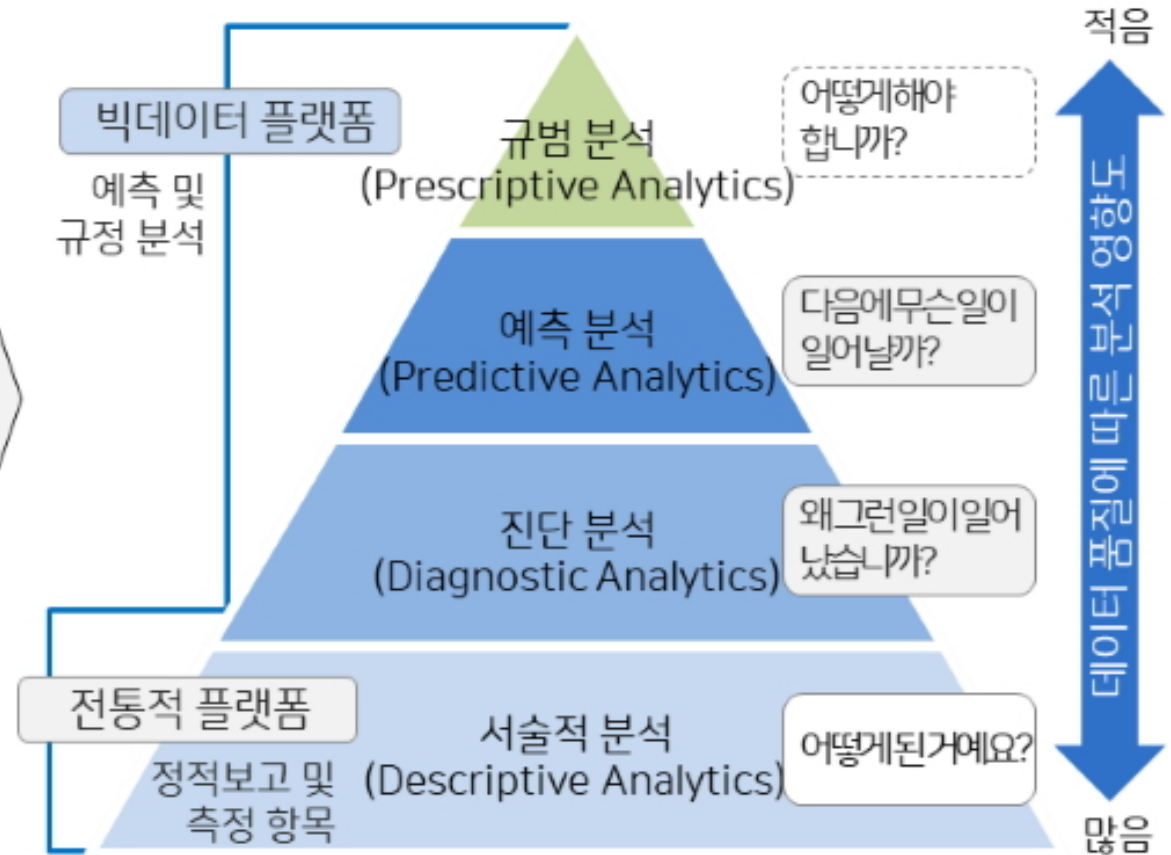 적음
빅데이터 플랫폼
예측 및
규정 분석
규범 분석
(Prescriptive Analytics)
어떻게해야
합니까?
예측 분석
(Predictive Analytics)
다음에무슨일이
일어날까?
진단 분석
(Diagnostic Analytics)
왜그런일이일어
났습니까?
전통적 플랫폼
정적보고 및
측정 항목
서술적 분석
(Descriptive Analytics)
어떻게된거예요?
데이터 품질에 따른 분석 영향도
많음